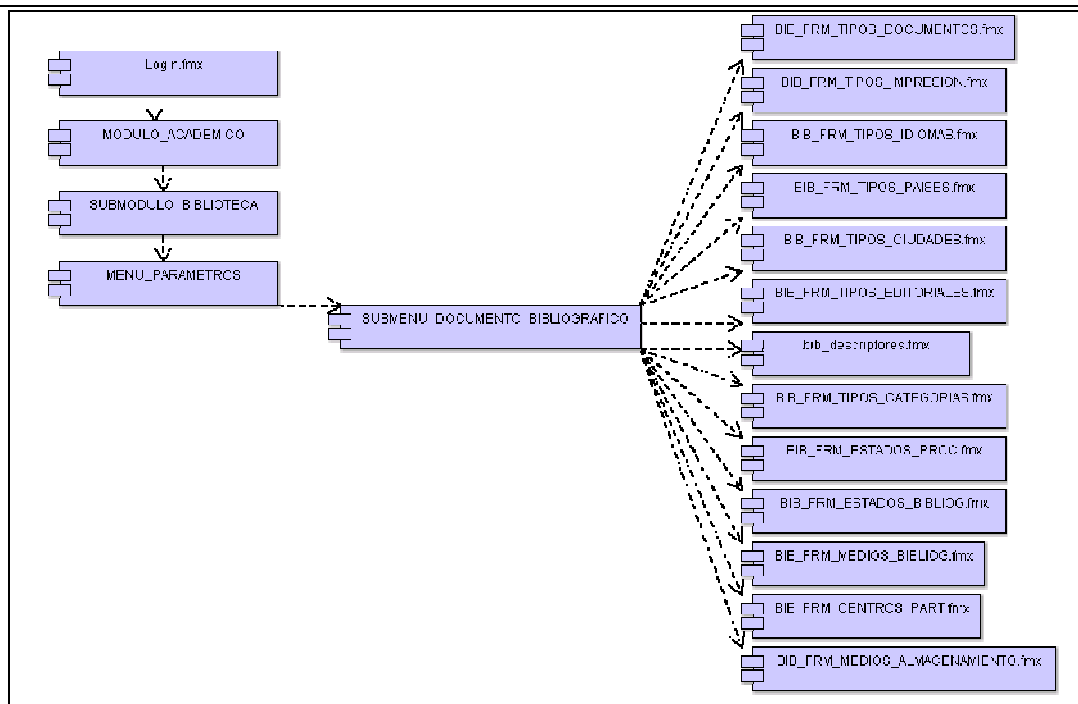 Login.fmx
MODULO_ACADEMICO
SUBMODULO_BIBLIOTECA
MENU_PARAMETROS
SUBMENU_DOCUMENTO_BIBLIOGRAFICO
BIB_FRM_TIPOS_DOCUMENTOS.fmx
BIB_FRM_TIPOS_IMPRESION.fmx
BIB_FRM_TIPOS_IDIOMAS.fmx
BIB_FRM_TIPOS_PAISES.fmx
BIB_FRM_TIPOS_CIUDADES.fmx
BIB_FRM_TIPOS_EDITORIALES.fmx
bib_descriptores.fmx
BIB_FRM_TIPOS_CATEGORIAS.fmx
BIB_FRM_ESTADOS_PROC.fmx
BIB_FRM_ESTADOS_BIBLIOG.fmx
BIB_FRM_MEDIOS_BIBLIOG.fmx
BIB_FRM_CENTROS_PART.fmx
BIB_FRM_MEDIOS_ALMACENAMIENTO.fmx